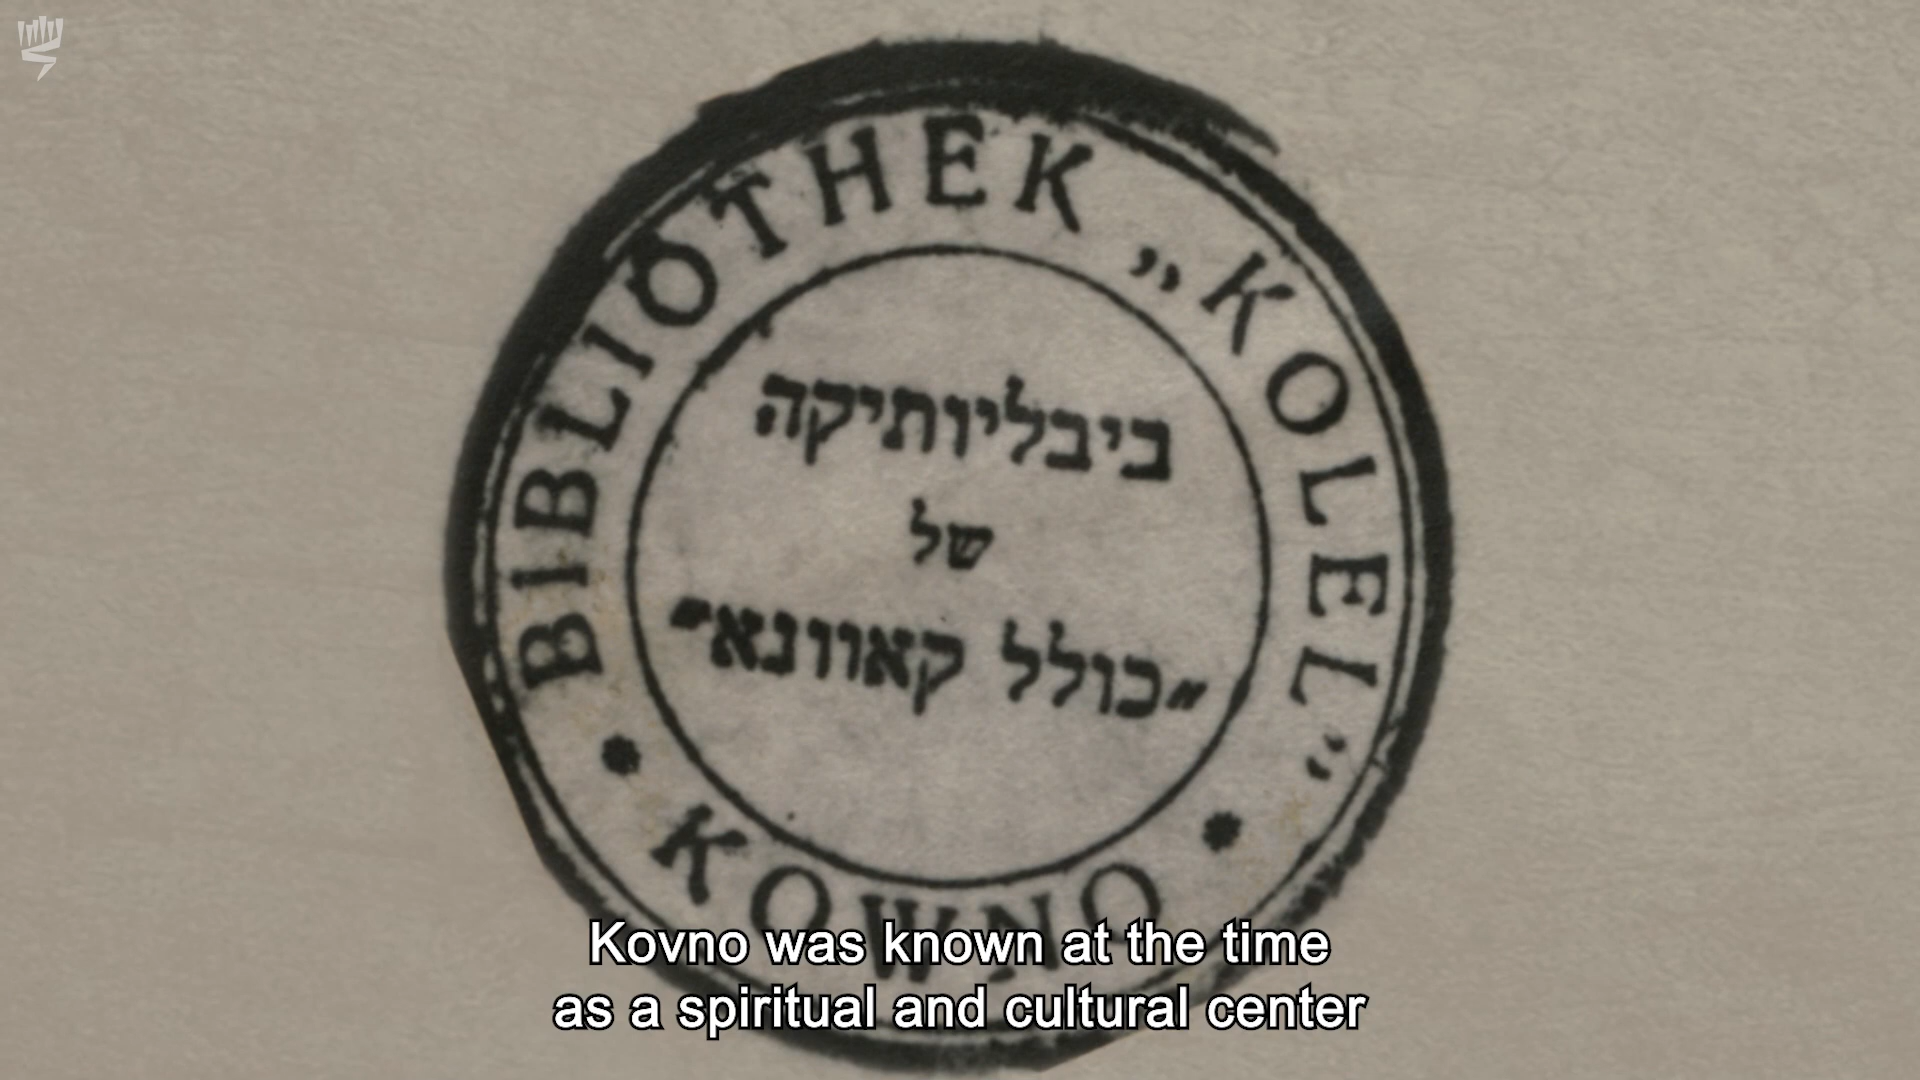 BIBLIOTHEK „KOLEL”
ביבליותיקה
של
״כולל קאוונא״
KOWNO
Kovno was known at the time
as a spiritual and cultural center